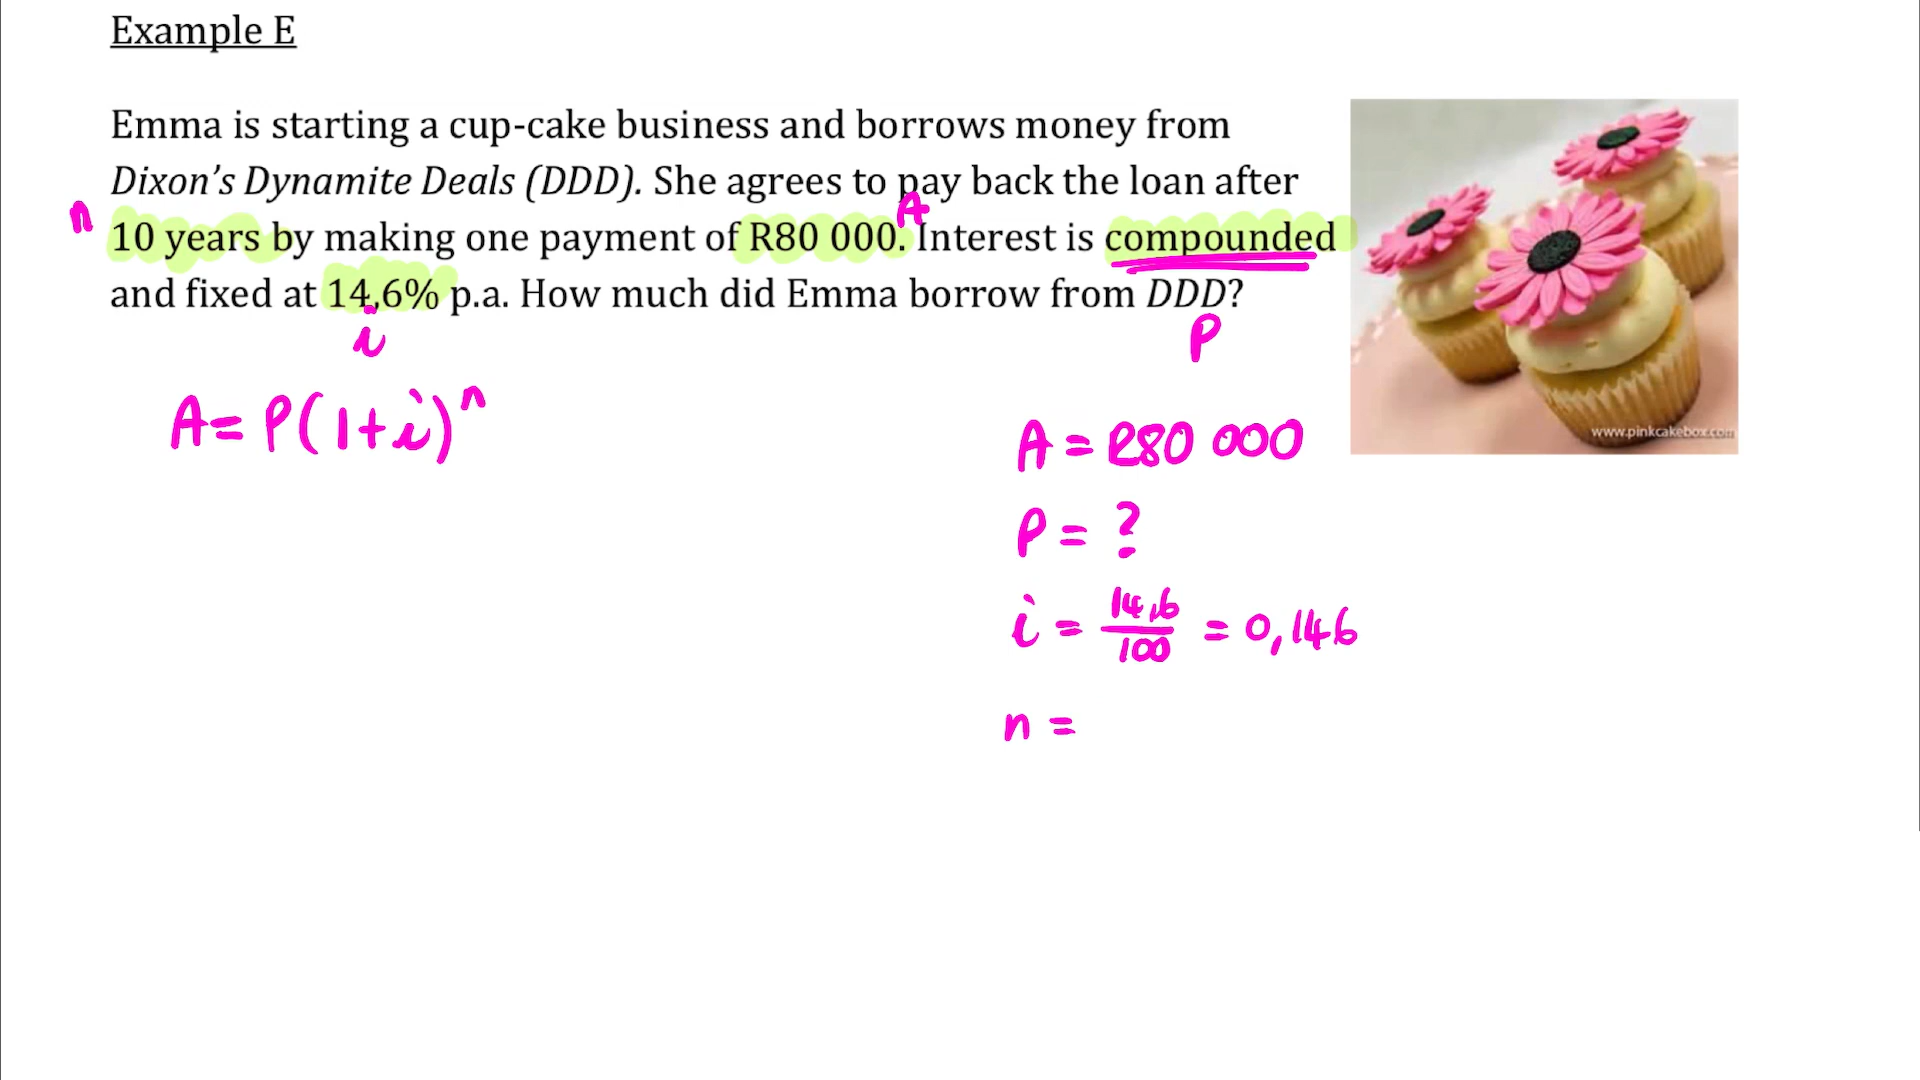 Example E
Emma is starting a cup-cake business and borrows money from
Dixon's Dynamite Deals (DDD). She agrees to pay back the loan after
A
n 10 years by making one payment of R80 000. Interest is compounded
and fixed at 14,6% p.a. How much did Emma borrow from DDD?
i P
A = P(1+i)^n
A = R80 000
www.pinkcakebox.com
P = ?
i = 14,6/100 = 0,146
n =